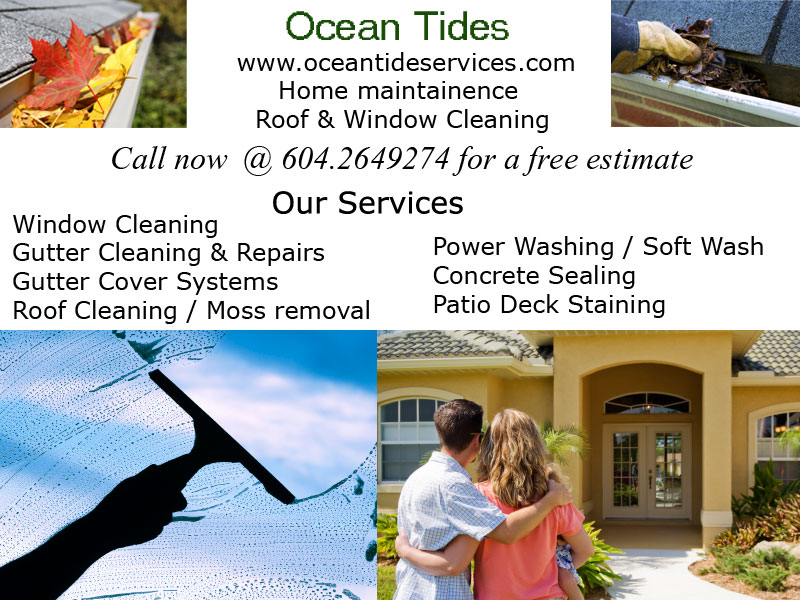 Ocean Tides
www.oceantideservices.com
Home maintainence
Roof & Window Cleaning
Call now @ 604.2649274 for a free estimate
Our Services
Window Cleaning
Gutter Cleaning & Repairs
Gutter Cover Systems
Roof Cleaning / Moss removal
Power Washing / Soft Wash
Concrete Sealing
Patio Deck Staining